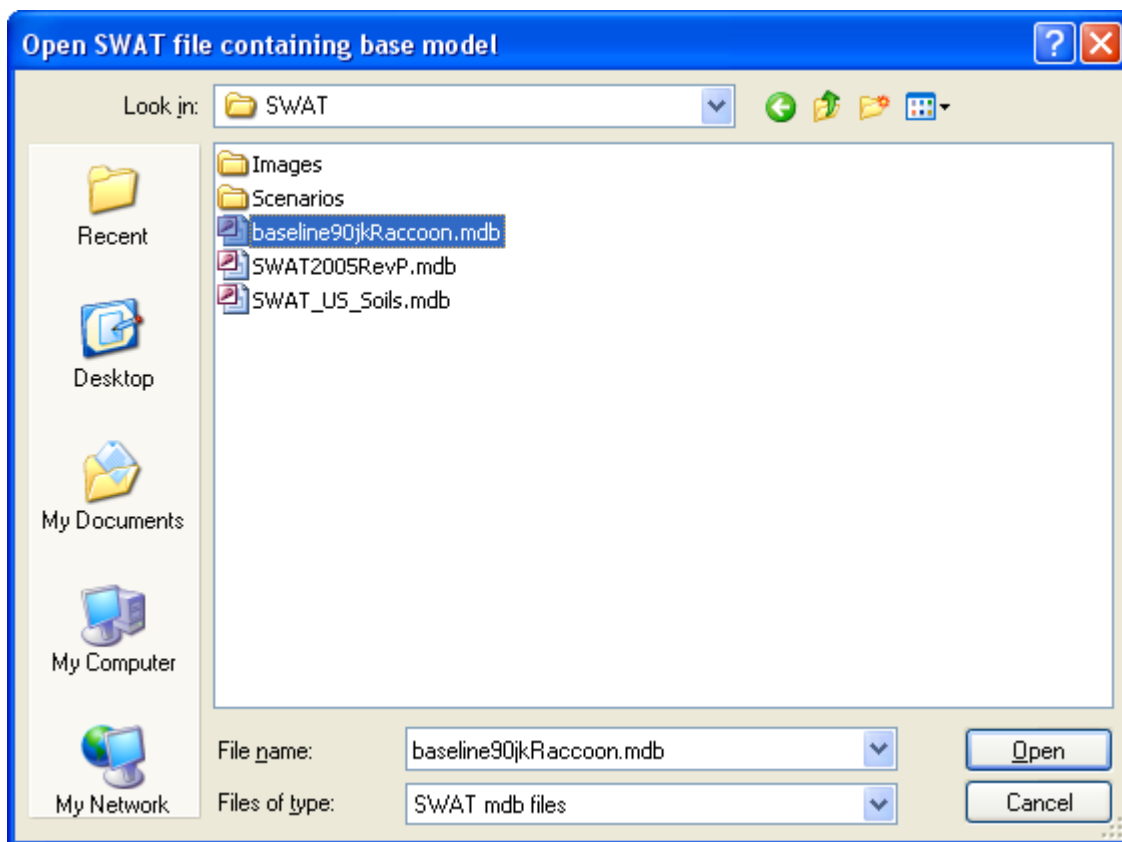 Open SWAT file containing base model
Look in:
SWAT
Recent
Desktop
My Documents
My Computer
My Network
Images
Scenarios
baseline90jkRaccoon.mdb
SWAT2005RevP.mdb
SWAT_US_Soils.mdb
File name:
baseline90jkRaccoon.mdb
Open
Files of type:
SWAT mdb files
Cancel